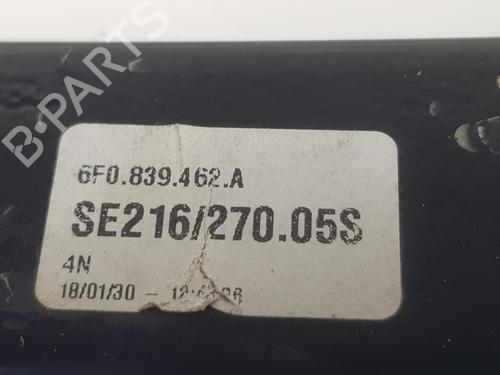 B-PARTS
6F0.839.462.A
SE216/270.05S
4N
18/01/30 -